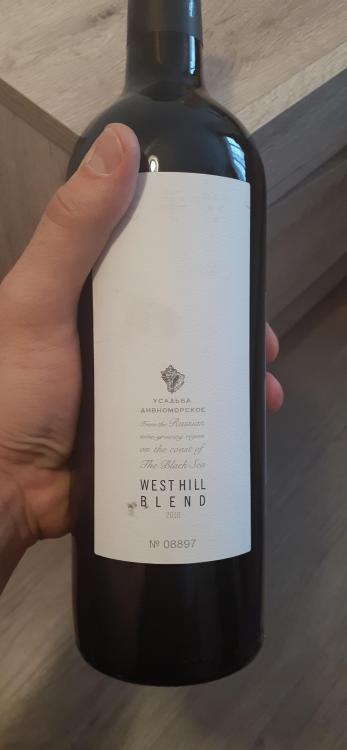 УСАДЬБА
ДИВНОМОРСКОЕ
From the Russian
wine-growing region
on the coast of
The Black Sea
WEST HILL
BLEND
2010
№ 08897